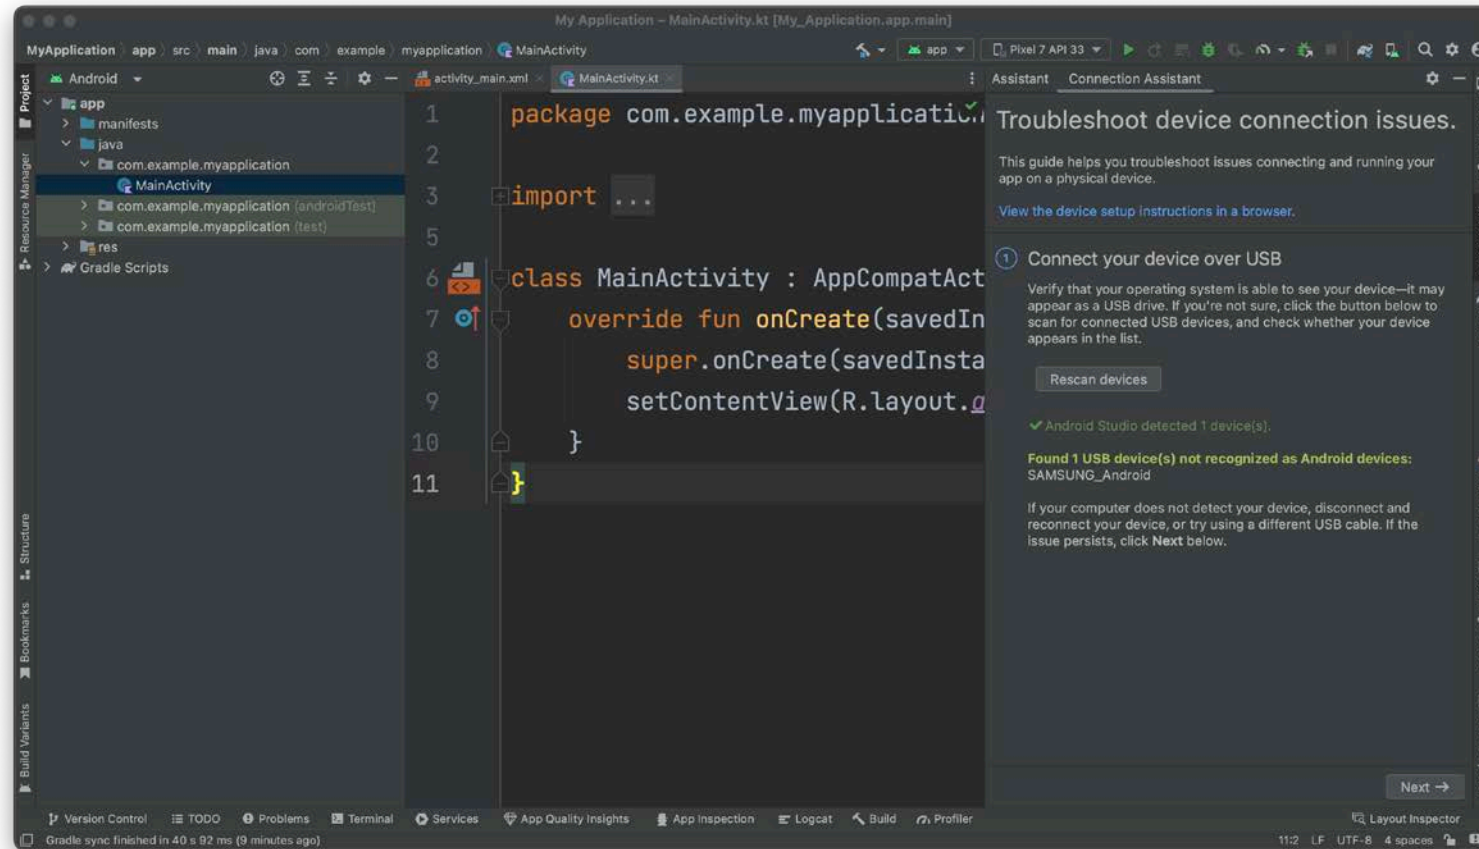 My Application – MainActivity.kt [My_Application.app.main]
MyApplication app src main java com example myapplication MainActivity
app Pixel 7 API 33
Project
Resource Manager
Structure
Bookmarks
Build Variants
Android
app
manifests
java
com.example.myapplication
MainActivity
com.example.myapplication (androidTest)
com.example.myapplication (test)
res
Gradle Scripts
activity_main.xml MainActivity.kt
1 package com.example.myapplication
2
3 import ...
5
6 class MainActivity : AppCompatAct
7 override fun onCreate(savedIn
8 super.onCreate(savedInsta
9 setContentView(R.layout.a
10 }
11 }
Assistant Connection Assistant
Troubleshoot device connection issues.
This guide helps you troubleshoot issues connecting and running your
app on a physical device.
View the device setup instructions in a browser.
1 Connect your device over USB
Verify that your operating system is able to see your device—it may
appear as a USB drive. If you're not sure, click the button below to
scan for connected USB devices, and check whether your device
appears in the list.
Rescan devices
Android Studio detected 1 device(s).
Found 1 USB device(s) not recognized as Android devices:
SAMSUNG_Android
If your computer does not detect your device, disconnect and
reconnect your device, or try using a different USB cable. If the
issue persists, click Next below.
Next →
Version Control TODO Problems Terminal Services App Quality Insights App Inspection Logcat Build Profiler Layout Inspector
Gradle sync finished in 40 s 92 ms (9 minutes ago) 11:2 LF UTF-8 4 spaces